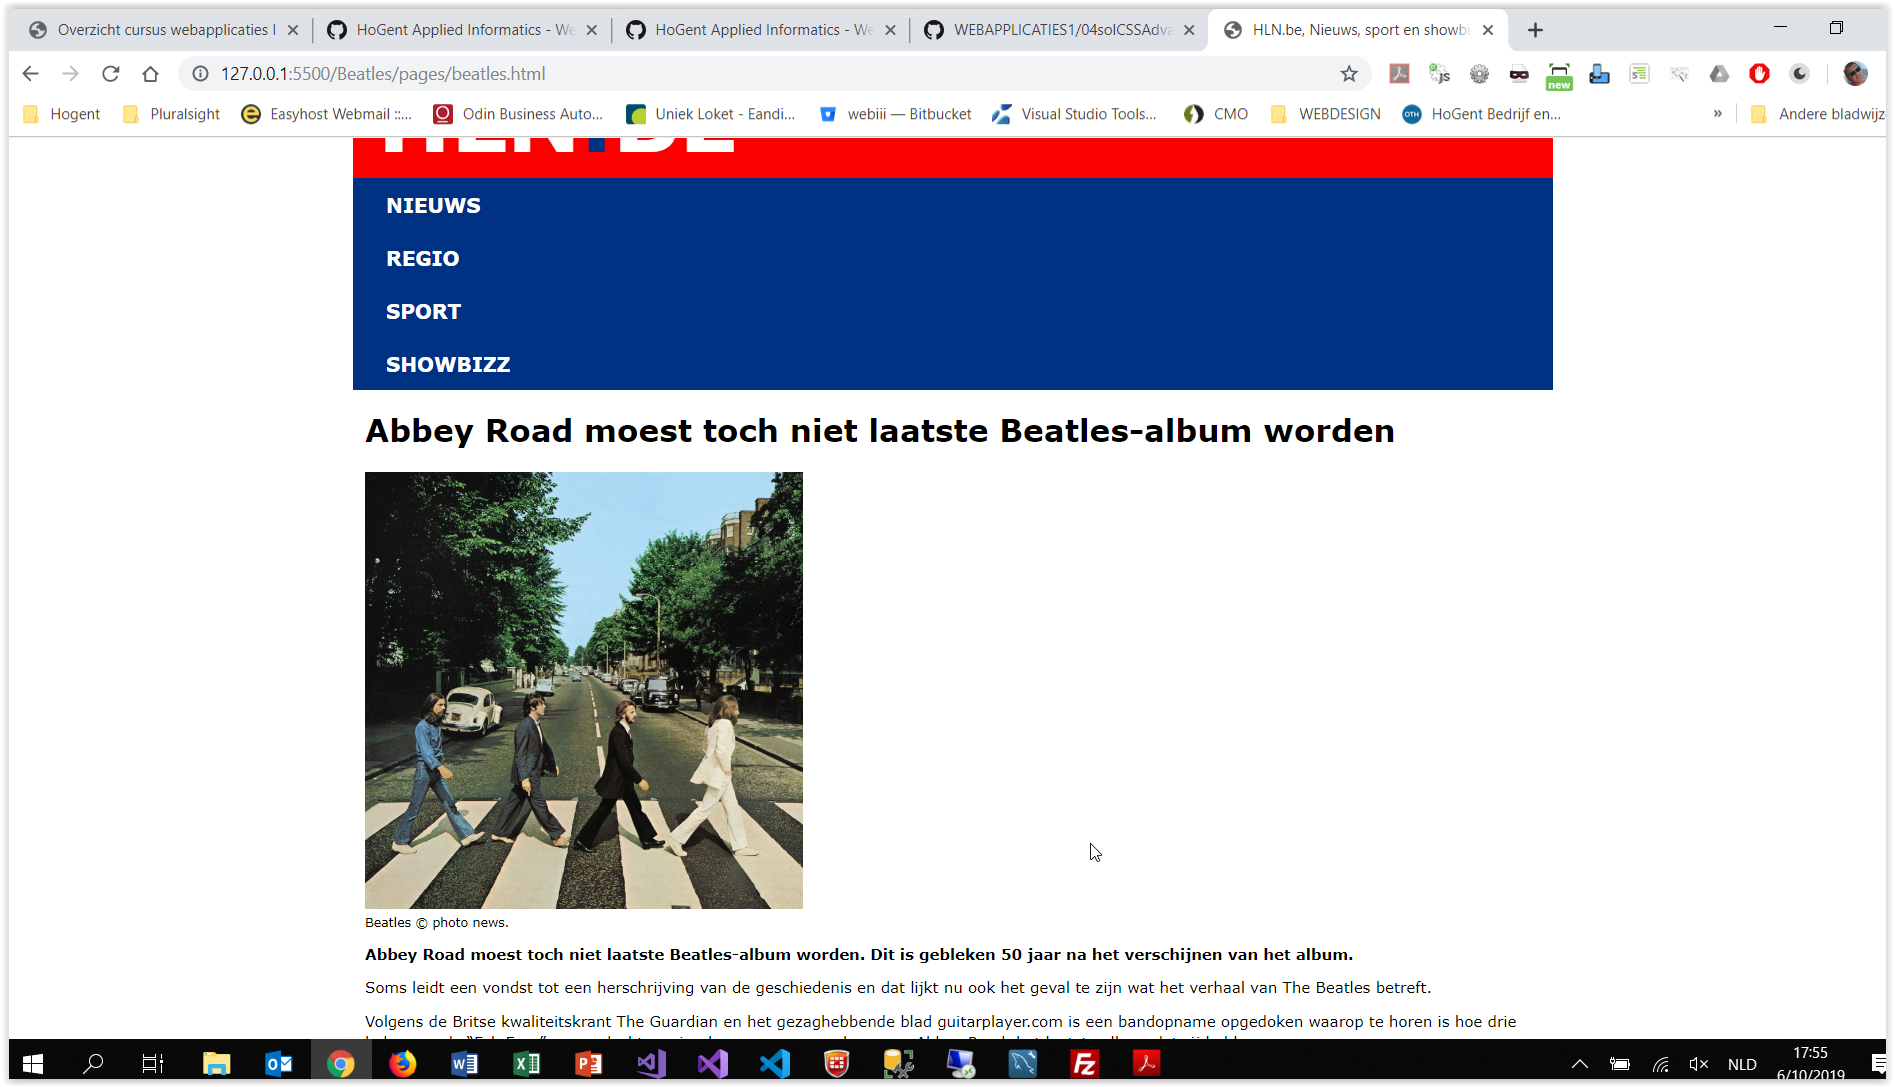 Overzicht cursus webapplicaties I
HoGent Applied Informatics - We
HoGent Applied Informatics - We
WEBAPPLICATIES1/04solCSSAdva
HLN.be, Nieuws, sport en showbi
127.0.0.1:5500/Beatles/pages/beatles.html
new
Hogent
Pluralsight
Easyhost Webmail ::...
Odin Business Auto...
Uniek Loket - Eandi...
webiii — Bitbucket
Visual Studio Tools...
CMO
WEBDESIGN
HoGent Bedrijf en...
»
Andere bladwijz
NIEUWS
REGIO
SPORT
SHOWBIZZ
Abbey Road moest toch niet laatste Beatles-album worden
Beatles © photo news.
Abbey Road moest toch niet laatste Beatles-album worden. Dit is gebleken 50 jaar na het verschijnen van het album.
Soms leidt een vondst tot een herschrijving van de geschiedenis en dat lijkt nu ook het geval te zijn wat het verhaal van The Beatles betreft.
Volgens de Britse kwaliteitskrant The Guardian en het gezaghebbende blad guitarplayer.com is een bandopname opgedoken waarop te horen is hoe drie
NLD
17:55
6/10/2019